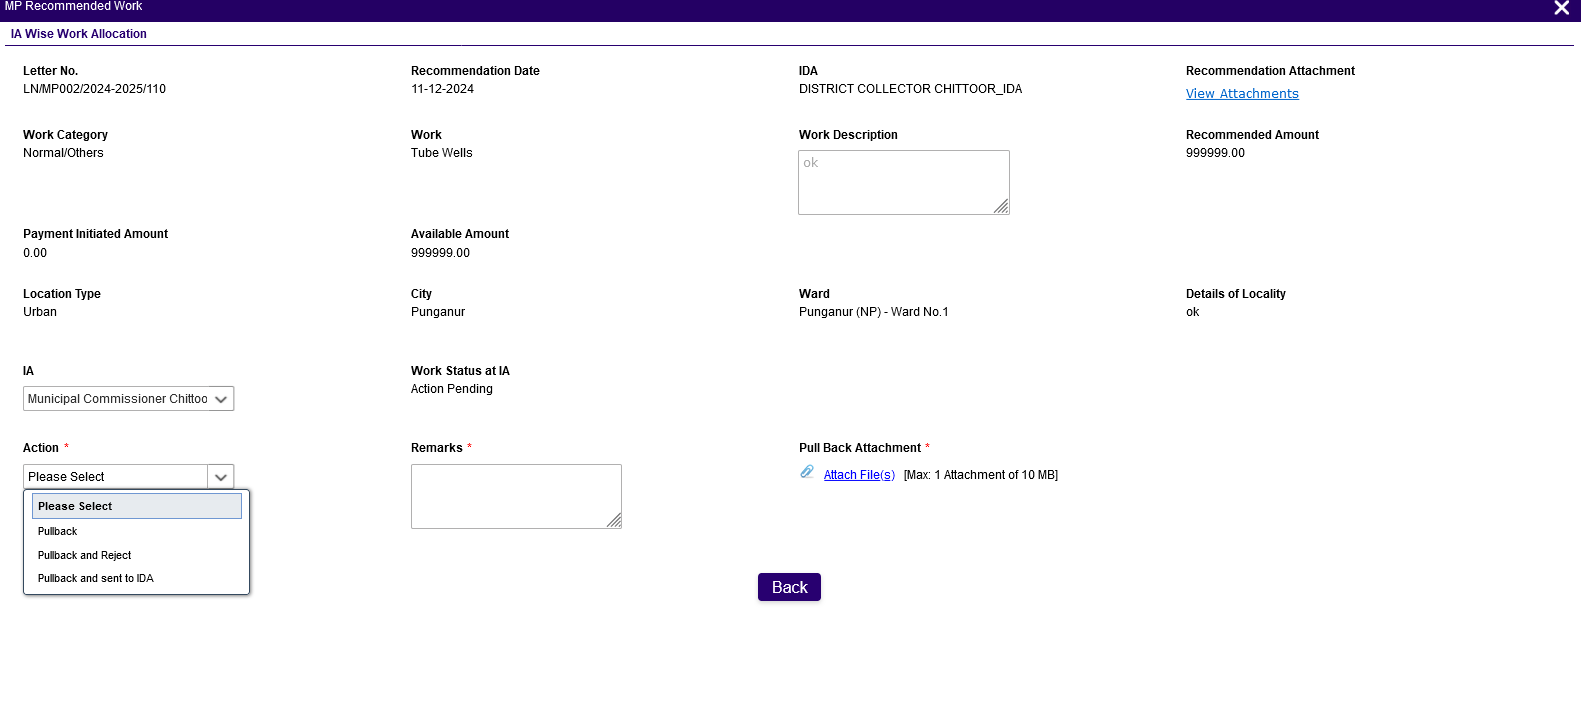 MP Recommended Work
IA Wise Work Allocation
Letter No.
LN/MP002/2024-2025/110
Recommendation Date
11-12-2024
IDA
DISTRICT COLLECTOR CHITTOOR_IDA
Recommendation Attachment
View Attachments
Work Category
Normal/Others
Work
Tube Wells
Work Description
ok
Recommended Amount
999999.00
Payment Initiated Amount
0.00
Available Amount
999999.00
Location Type
Urban
City
Punganur
Ward
Punganur (NP) - Ward No.1
Details of Locality
ok
IA
Municipal Commissioner Chittoo
Work Status at IA
Action Pending
Action *
Please Select
Please Select
Pullback
Pullback and Reject
Pullback and sent to IDA
Remarks *
Pull Back Attachment *
Attach File(s) [Max: 1 Attachment of 10 MB]
Back